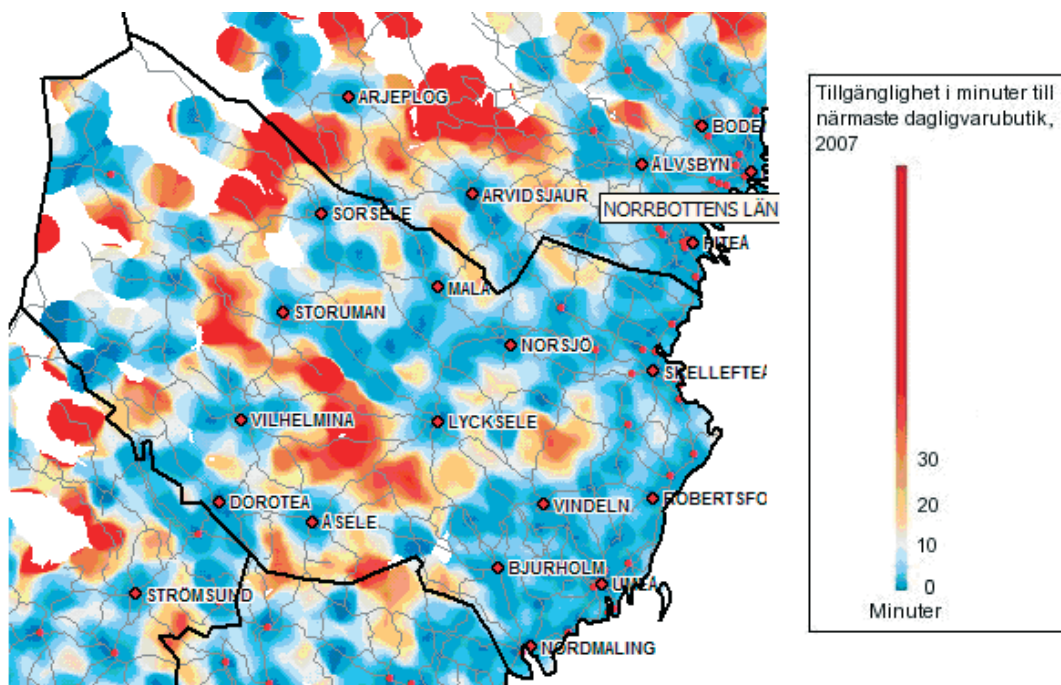 ARJEPLOG
BODE
ÄLVSBYN
ARVIDSJAUR
NORRBOTTENS LÄN
SORSELE
PITEÅ
MALÅ
STORUMAN
NORSJÖ
SKELLEFTEÅ
VILHELMINA
LYCKSELE
DOROTEA
VINDELN
ROBERTSFO
ÅSELE
BJURHOLM
UMEÅ
STRÖMSUND
NORDMALING
Tillgänglighet i minuter till
närmaste dagligvarubutik,
2007
30
20
10
0
Minuter